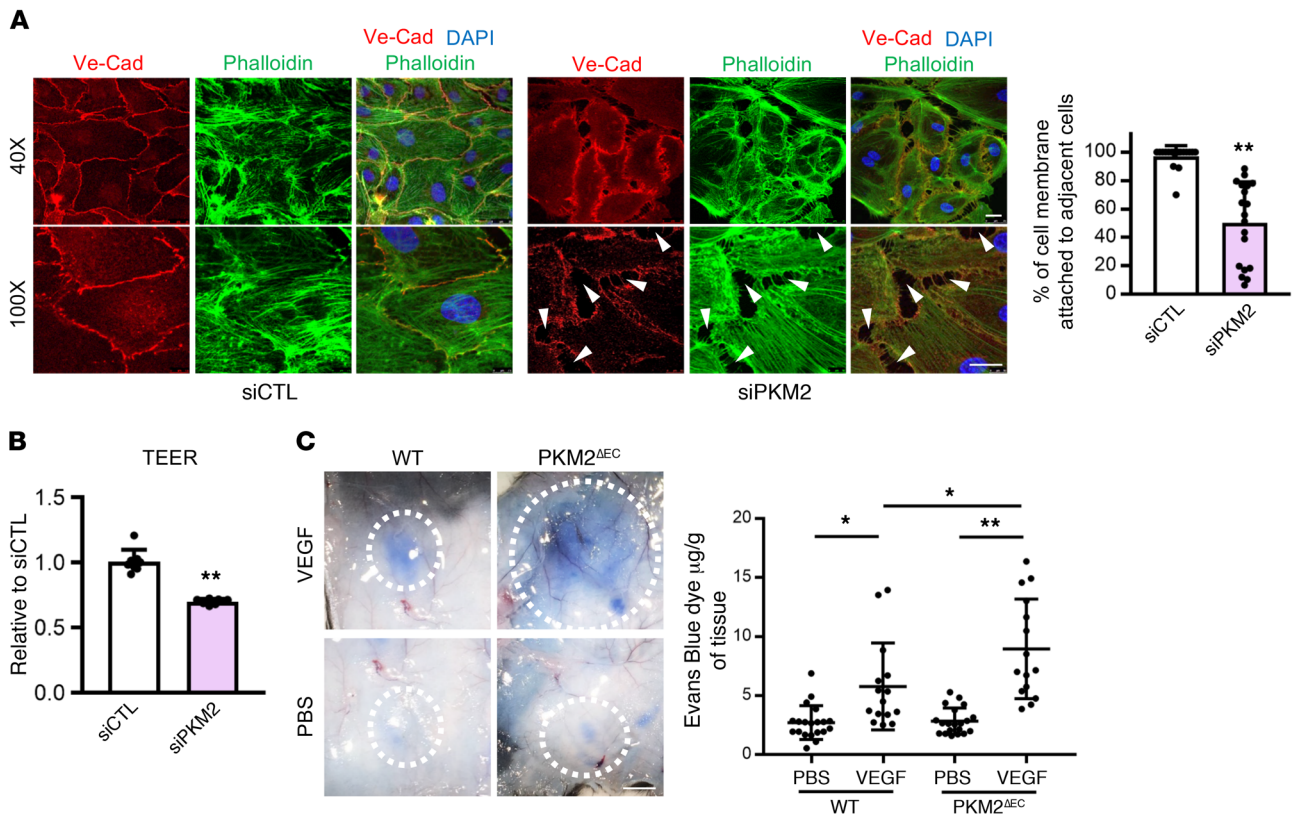 A
Ve-Cad
Phalloidin
Ve-Cad DAPI
Phalloidin
Ve-Cad
Phalloidin
Ve-Cad DAPI
Phalloidin
40X
100X
siCTL
siPKM2
% of cell membrane
attached to adjacent cells
100
80
60
40
20
0
**
siCTL
siPKM2
B
TEER
Relative to siCTL
1.5
1.0
0.5
0.0
**
siCTL
siPKM2
C
WT
PKM2ΔEC
VEGF
PBS
Evans Blue dye µg/g
of tissue
20
15
10
5
0
*
*
**
PBS
VEGF
PBS
VEGF
WT
PKM2ΔEC